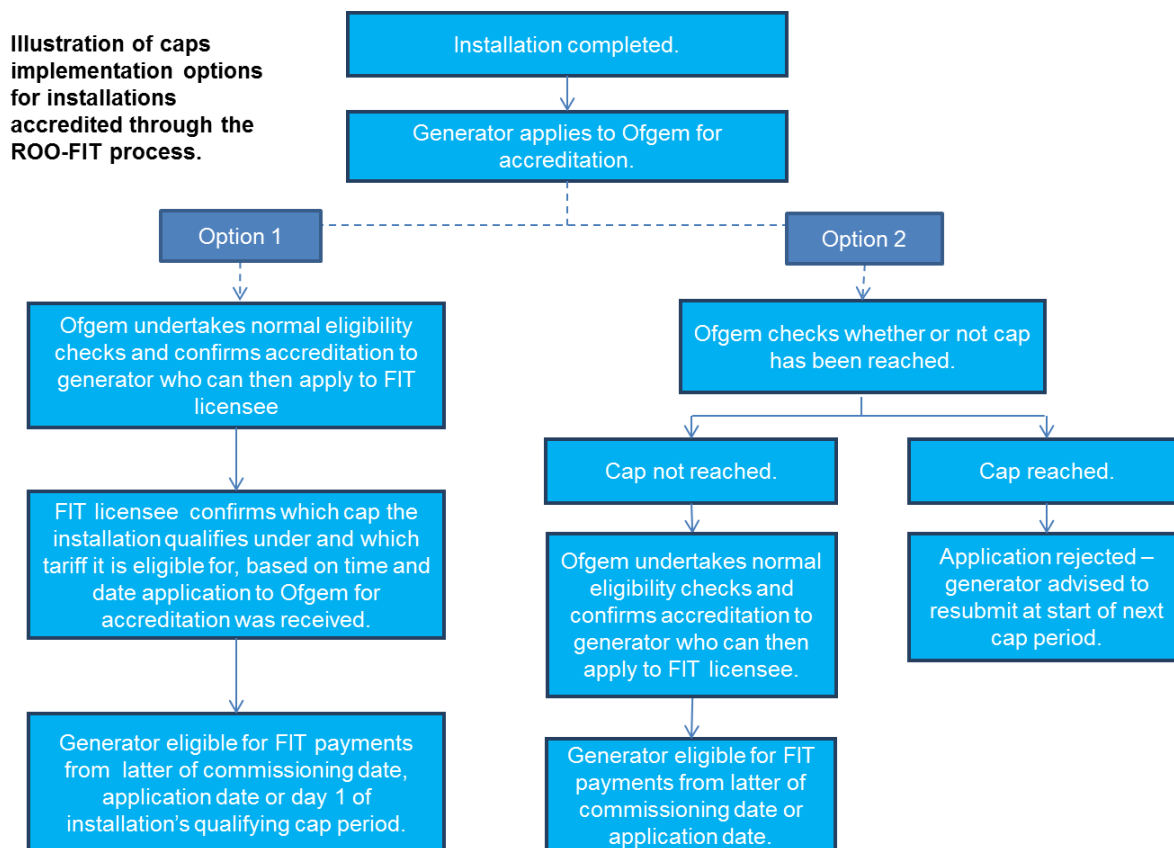 Illustration of caps
implementation options
for installations
accredited through the
ROO-FIT process.
Installation completed.
Generator applies to Ofgem for
accreditation.
Option 1
Option 2
Ofgem undertakes normal eligibility
checks and confirms accreditation to
generator who can then apply to FIT
licensee
FIT licensee confirms which cap the
installation qualifies under and which
tariff it is eligible for, based on time and
date application to Ofgem for
accreditation was received.
Generator eligible for FIT payments
from latter of commissioning date,
application date or day 1 of
installation’s qualifying cap period.
Ofgem checks whether or not cap
has been reached.
Cap not reached.
Ofgem undertakes normal
eligibility checks and
confirms accreditation to
generator who can then
apply to FIT licensee.
Generator eligible for FIT
payments from latter of
commissioning date or
application date.
Cap reached.
Application rejected –
generator advised to
resubmit at start of next
cap period.